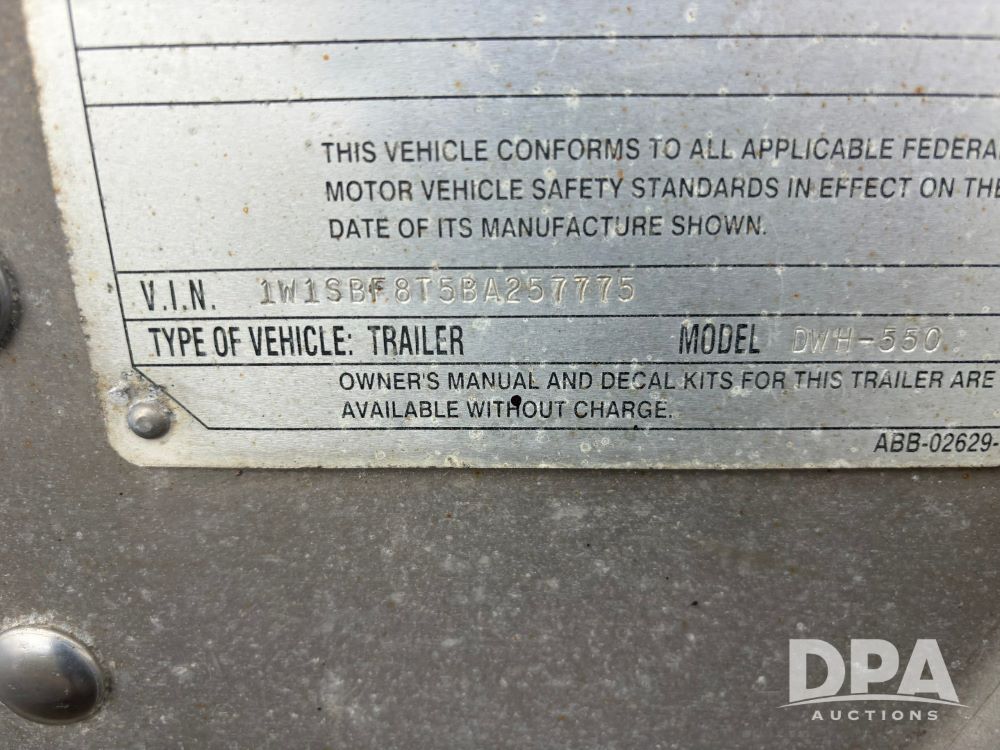 THIS VEHICLE CONFORMS TO ALL APPLICABLE FEDERA
MOTOR VEHICLE SAFETY STANDARDS IN EFFECT ON THE
DATE OF ITS MANUFACTURE SHOWN.
V.I.N. 1W1SBF8T5BA257775
TYPE OF VEHICLE: TRAILER MODEL DWH-550
OWNER'S MANUAL AND DECAL KITS FOR THIS TRAILER ARE
AVAILABLE WITHOUT CHARGE.
ABB-02629-
DPA
AUCTIONS